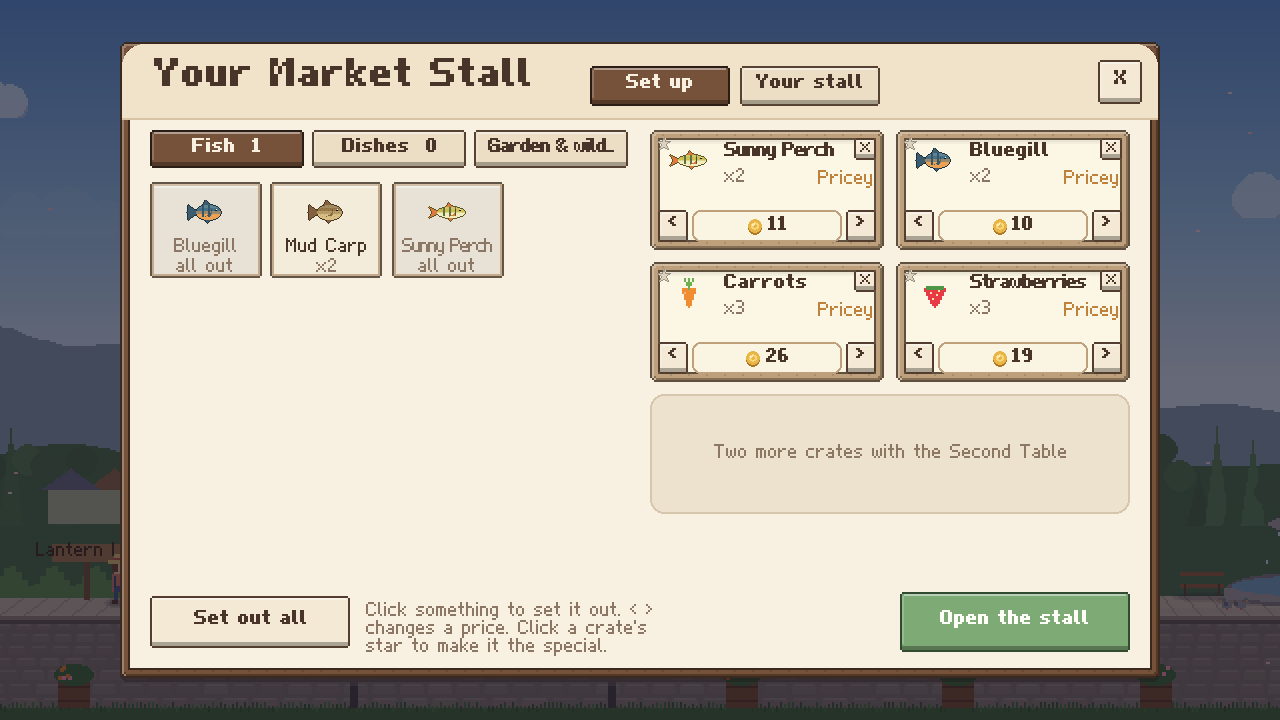 Your Market Stall
Set up
Your stall
X
Fish 1
Dishes 0
Garden & wild…
Bluegill
all out
Mud Carp
x2
Sunny Perch
all out
Sunny Perch
x2
Pricey
< 11 >
Bluegill
x2
Pricey
< 10 >
Carrots
x3
Pricey
< 26 >
Strawberries
x3
Pricey
< 19 >
Two more crates with the Second Table
Lantern
Set out all
Click something to set it out. < >
changes a price. Click a crate's
star to make it the special.
Open the stall